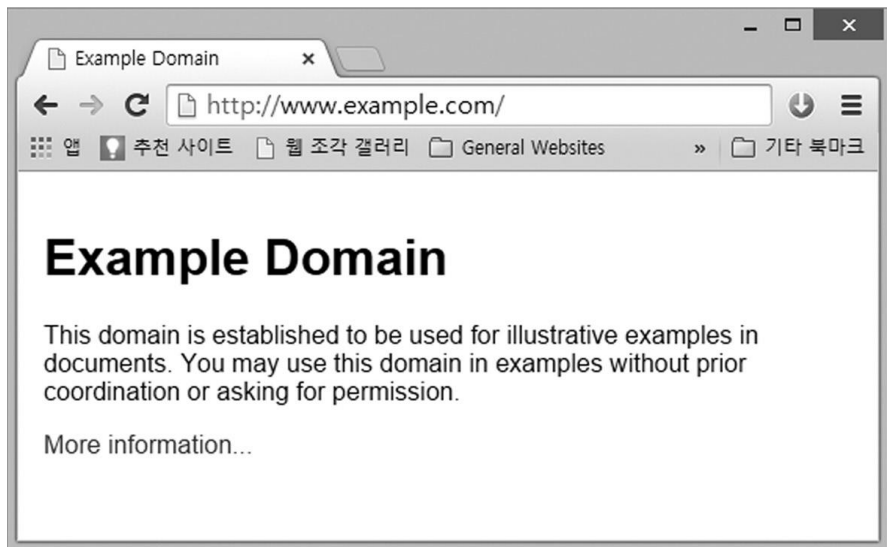 Example Domain
http://www.example.com/
앱 추천 사이트 웹 조각 갤러리 General Websites » 기타 북마크
Example Domain
This domain is established to be used for illustrative examples in
documents. You may use this domain in examples without prior
coordination or asking for permission.
More information...